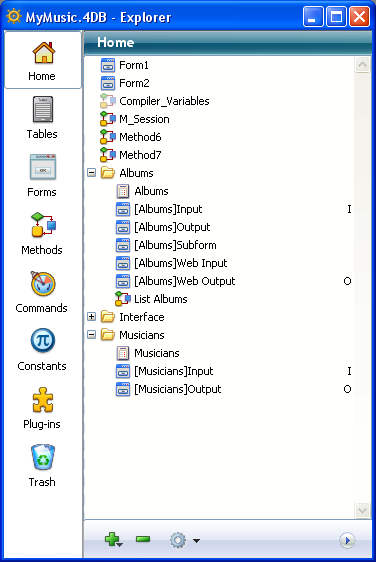 MyMusic.4DB - Explorer
Home
Home
Tables
Forms
Methods
Commands
Constants
Plug-ins
Trash
Form1
Form2
Compiler_Variables
M_Session
Method6
Method7
Albums
Albums
[Albums]Input I
[Albums]Output
[Albums]Subform
[Albums]Web Input
[Albums]Web Output O
List Albums
Interface
Musicians
Musicians
[Musicians]Input I
[Musicians]Output O